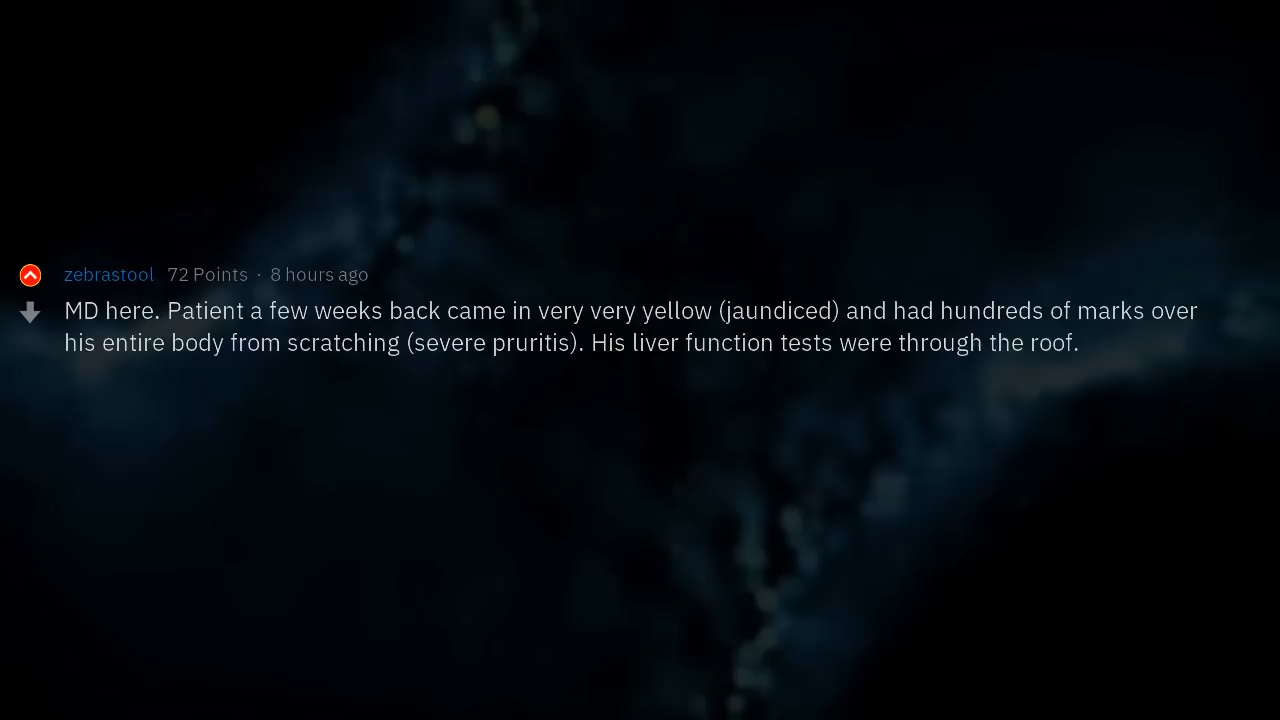 zebrastool 72 Points · 8 hours ago
MD here. Patient a few weeks back came in very very yellow (jaundiced) and had hundreds of marks over
his entire body from scratching (severe pruritis). His liver function tests were through the roof.